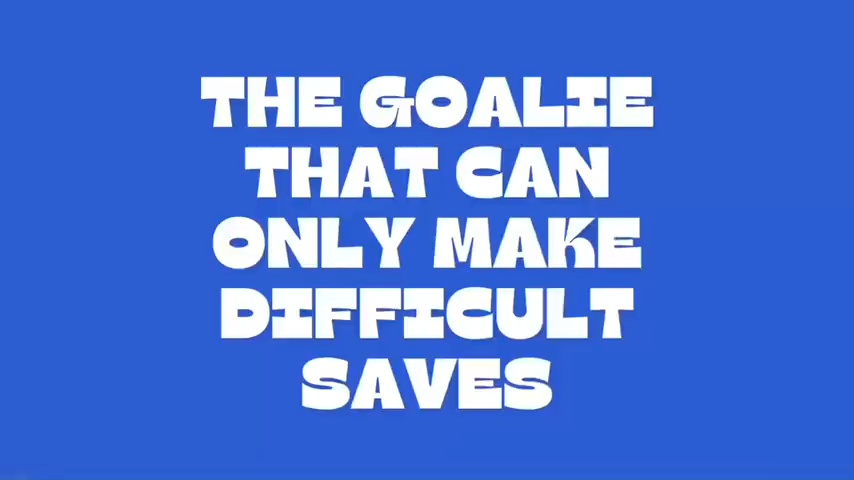 THE GOALIE
THAT CAN
ONLY MAKE
DIFFICULT
SAVES